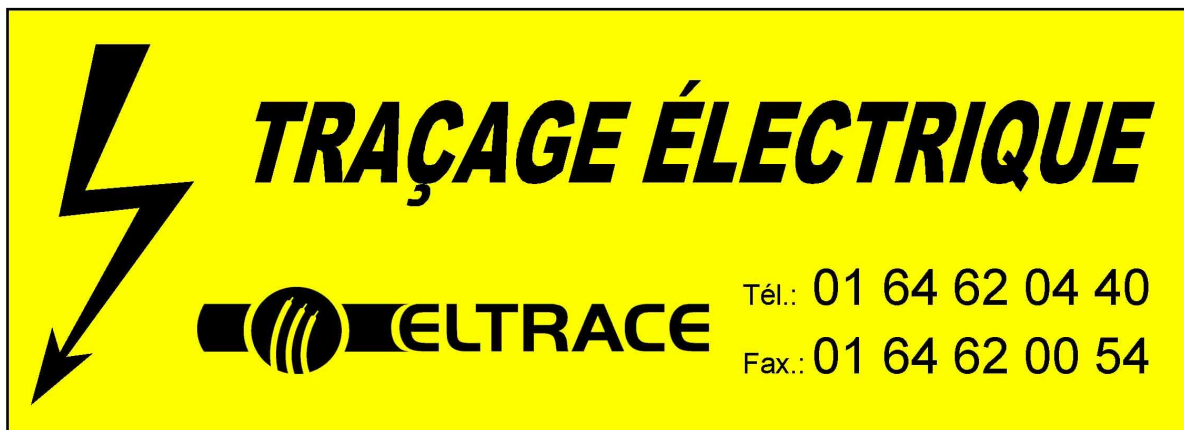 TRAÇAGE ÉLECTRIQUE
ELTRACE
Tél.: 01 64 62 04 40
Fax.: 01 64 62 00 54